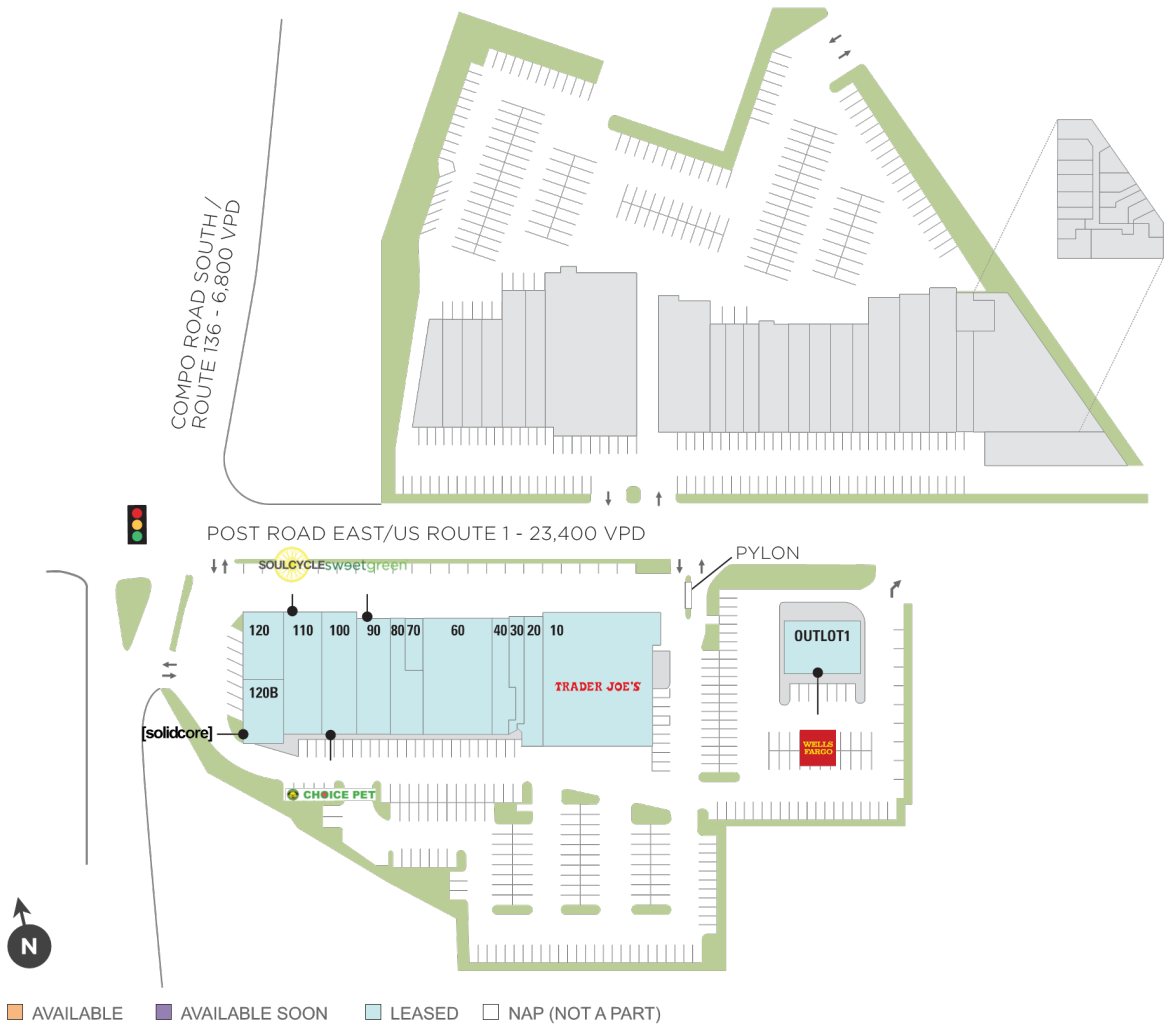 COMPO ROAD SOUTH /
ROUTE 136 - 6,800 VPD
POST ROAD EAST/US ROUTE 1 - 23,400 VPD
PYLON
SOULCYCLE sweetgreen
120 110 100 90 80 70 60 40 30 20 10
OUTLOT1
TRADER JOE'S
120B
[solidcore]
WELLS
FARGO
CHOICE PET
N
AVAILABLE AVAILABLE SOON LEASED NAP (NOT A PART)